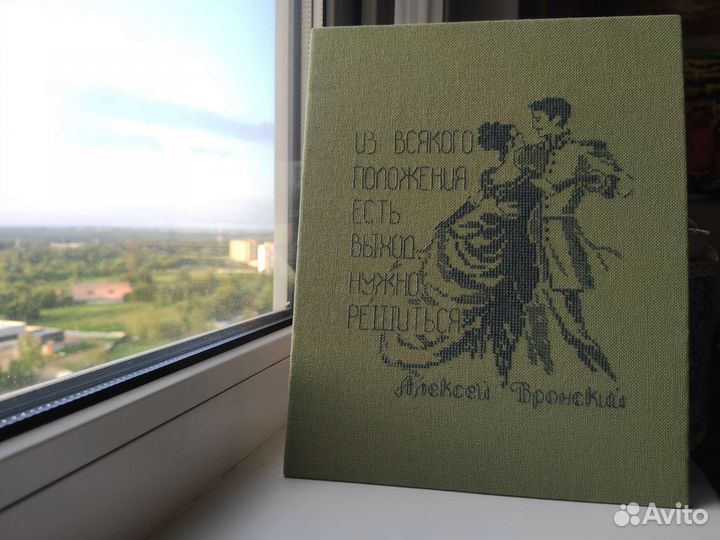 ИЗ ВСЯКОГО
ПОЛОЖЕНИЯ
ЕСТЬ
ВЫХОД.
НУЖНО
РЕШИТЬСЯ
Алексей Вронский
Avito